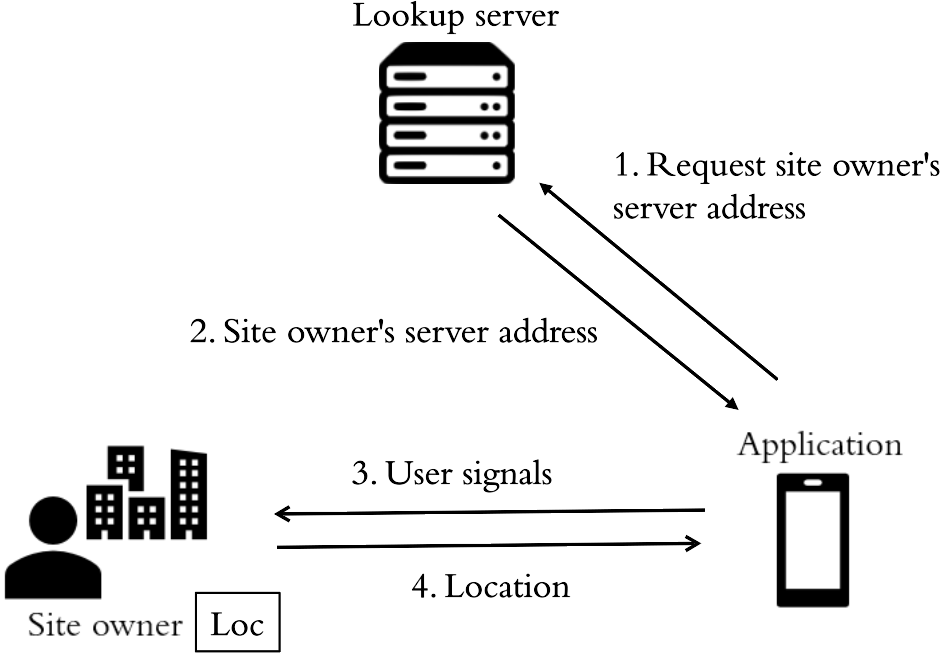 Lookup server
1. Request site owner's
server address
2. Site owner's server address
Application
3. User signals
4. Location
Site owner
Loc